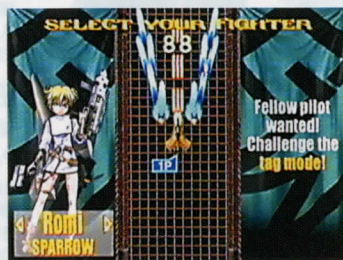 SELECT YOUR FIGHTER
88
Fellow pilot
wanted!
Challenge the
tag mode!
1P
Romi
SPARROW